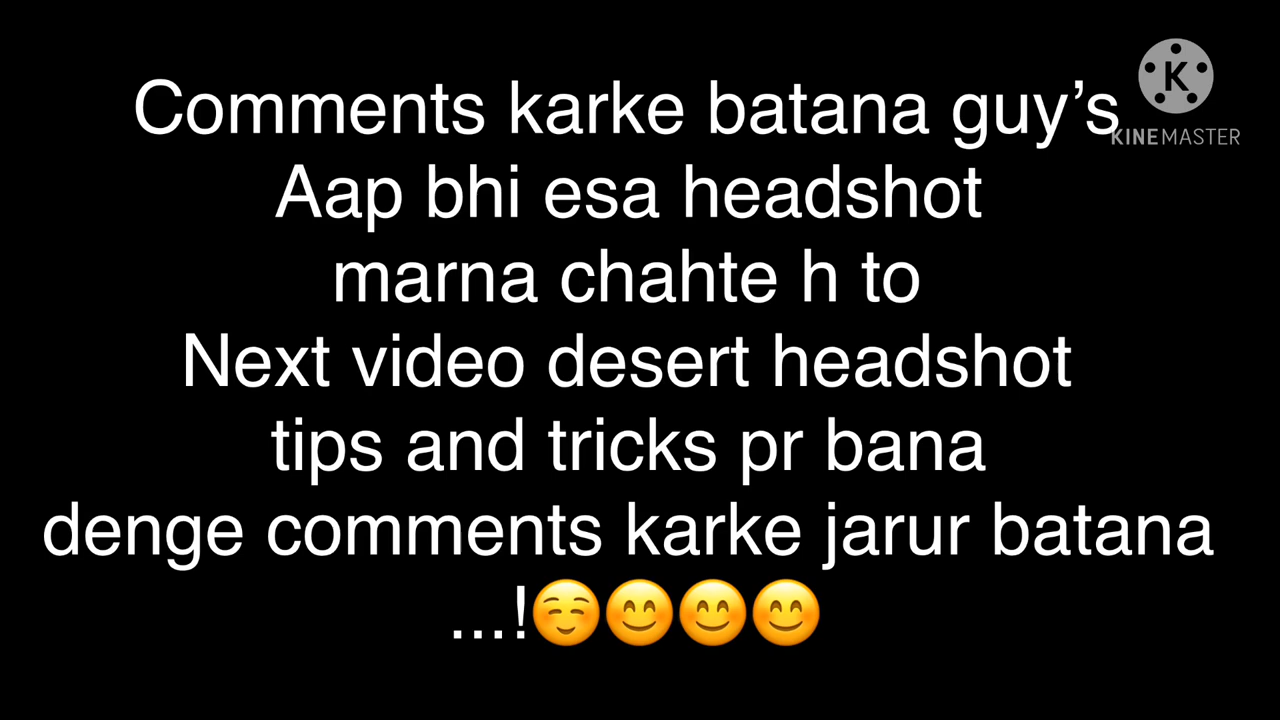 Comments karke batana guy’s
KINEMASTER
Aap bhi esa headshot
marna chahte h to
Next video desert headshot
tips and tricks pr bana
denge comments karke jarur batana
...!☺️😊😊😊